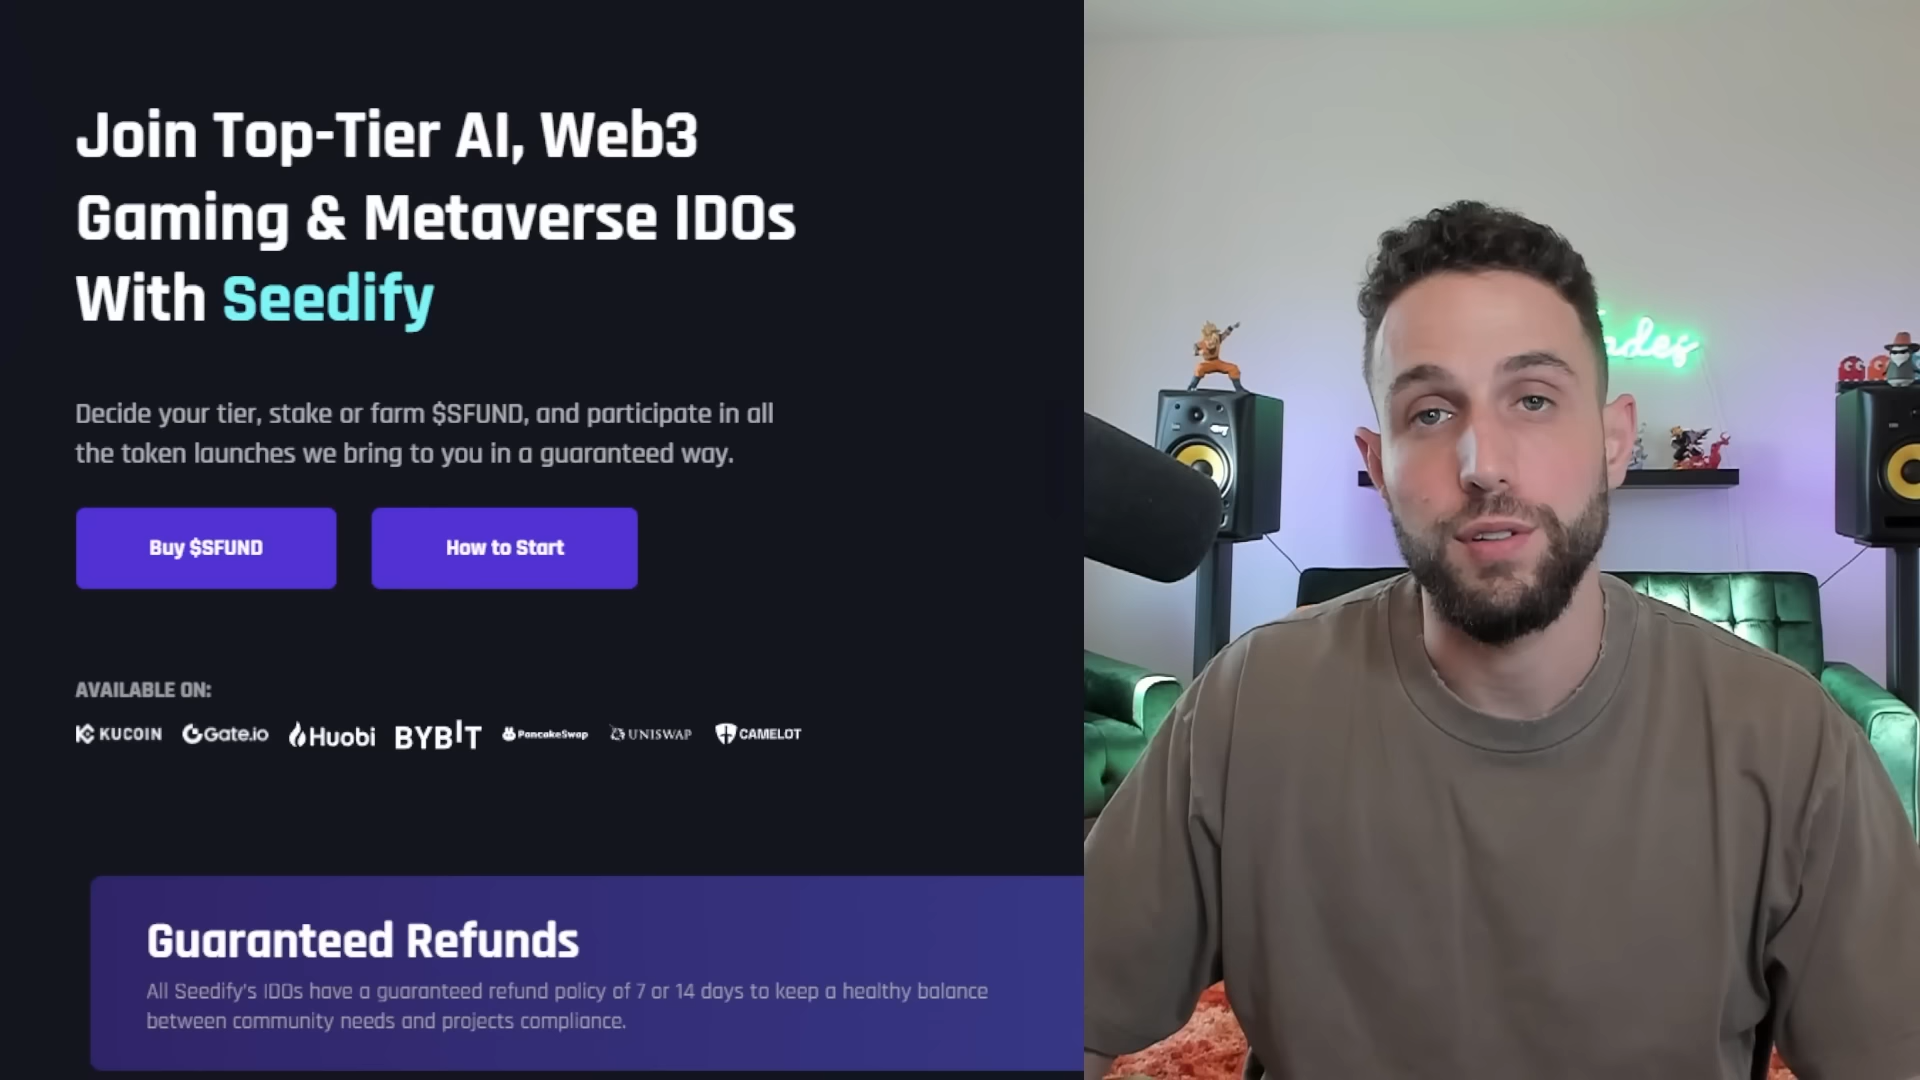 Join Top-Tier AI, Web3
Gaming & Metaverse IDOs
With Seedify
Decide your tier, stake or farm $SFUND, and participate in all
the token launches we bring to you in a guaranteed way.
Buy $SFUND
How to Start
AVAILABLE ON:
KUCOIN Gate.io Huobi BYBIT PancakeSwap UNISWAP CAMELOT
Guaranteed Refunds
All Seedify's IDOs have a guaranteed refund policy of 7 or 14 days to keep a healthy balance
between community needs and projects compliance.